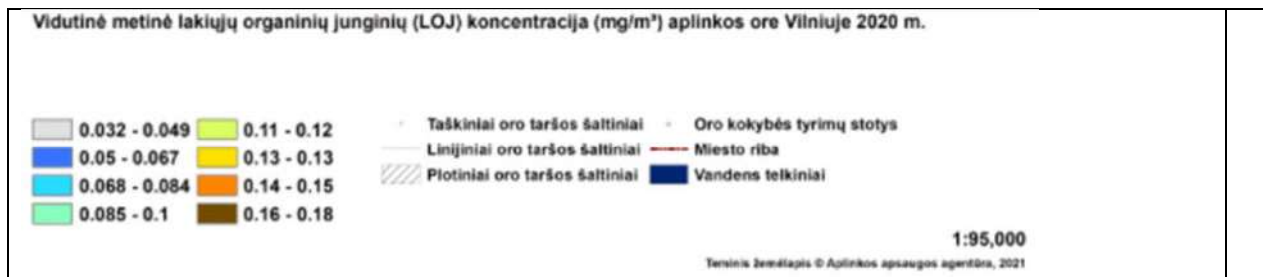 Vidutinė metinė lakiųjų organinių junginių (LOJ) koncentracija (mg/m³) aplinkos ore Vilniuje 2020 m.
0.032 - 0.049
0.05 - 0.067
0.068 - 0.084
0.085 - 0.1
0.11 - 0.12
0.13 - 0.13
0.14 - 0.15
0.16 - 0.18
Taškiniai oro taršos šaltiniai
Linijiniai oro taršos šaltiniai
Plotiniai oro taršos šaltiniai
Oro kokybės tyrimų stotys
Miesto riba
Vandens telkiniai
1:95,000
Teminis žemėlapis © Aplinkos apsaugos agentūra, 2021